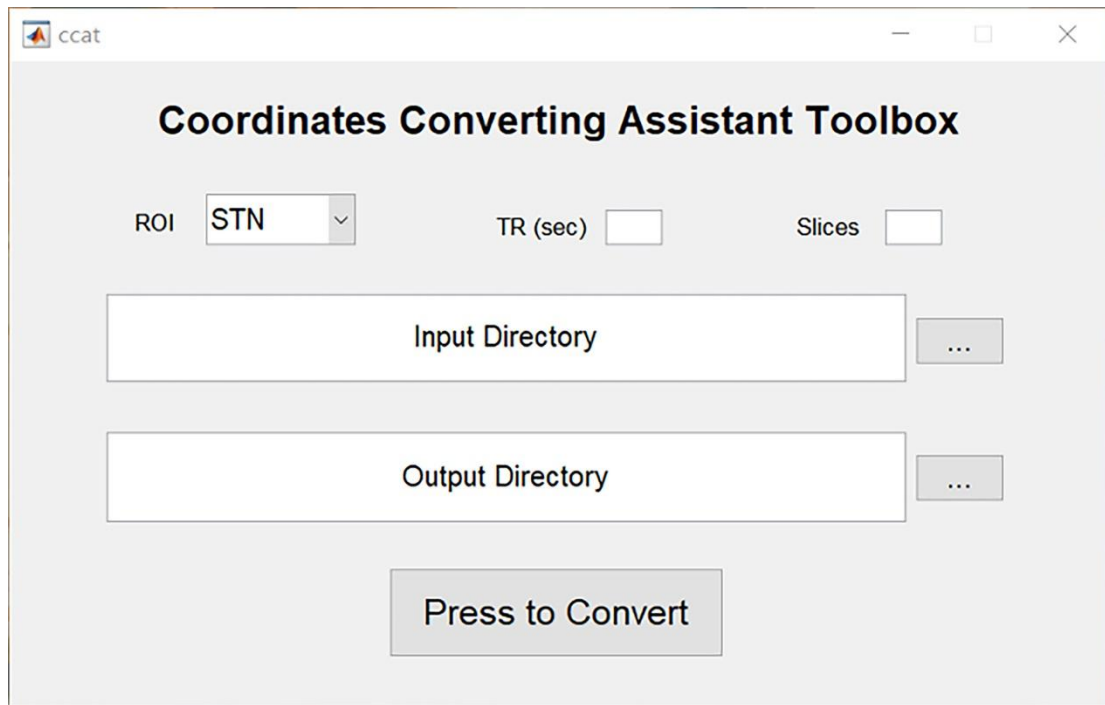 ccat
Coordinates Converting Assistant Toolbox
ROI STN TR (sec) Slices
Input Directory ...
Output Directory ...
Press to Convert